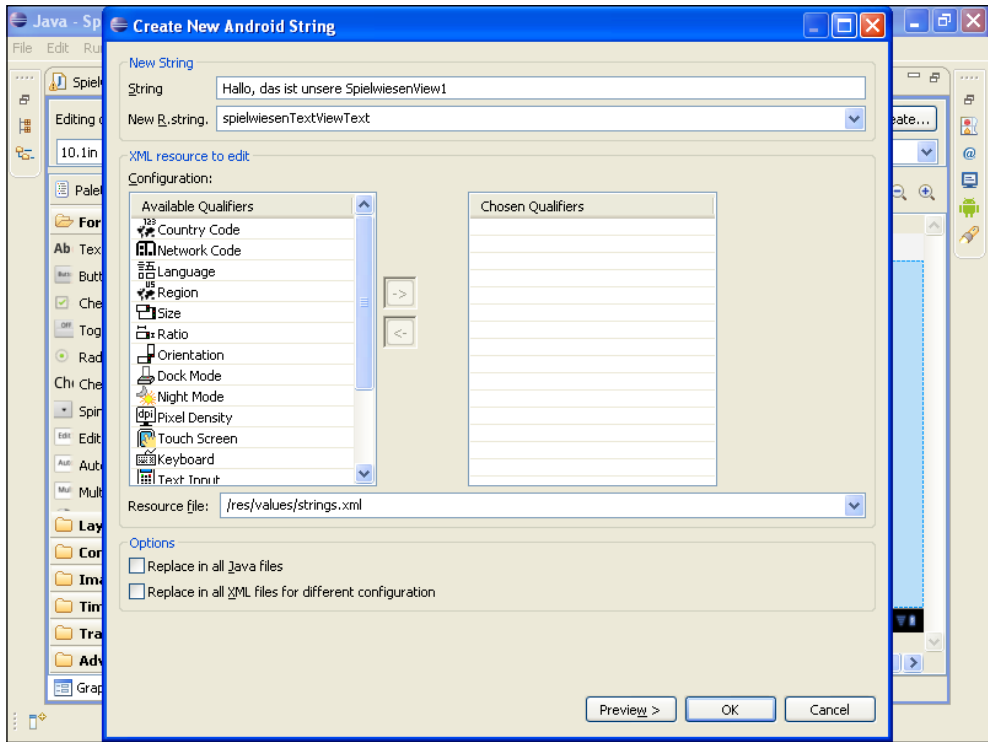 Java - Sp
Create New Android String
File Edit Ru
New String
String Hallo, das ist unsere SpielwiesenView1
New R.string. spielwiesenTextViewText
XML resource to edit
Configuration:
Available Qualifiers
Chosen Qualifiers
Country Code
Network Code
Language
Region
Size
Ratio
Orientation
Dock Mode
Night Mode
Pixel Density
Touch Screen
Keyboard
Text Input
->
<-
Resource file: /res/values/strings.xml
Options
Replace in all Java files
Replace in all XML files for different configuration
Preview >
OK
Cancel
Spiel
Editing
10.1in
Palet
For
Ab Tex
Butt
Che
OFF Tog
Rad
Che Che
Spin
Edit Edit
Aut Auto
Mul Mult
Lay
Con
Ima
Tim
Tra
Adv
Grap
eate...